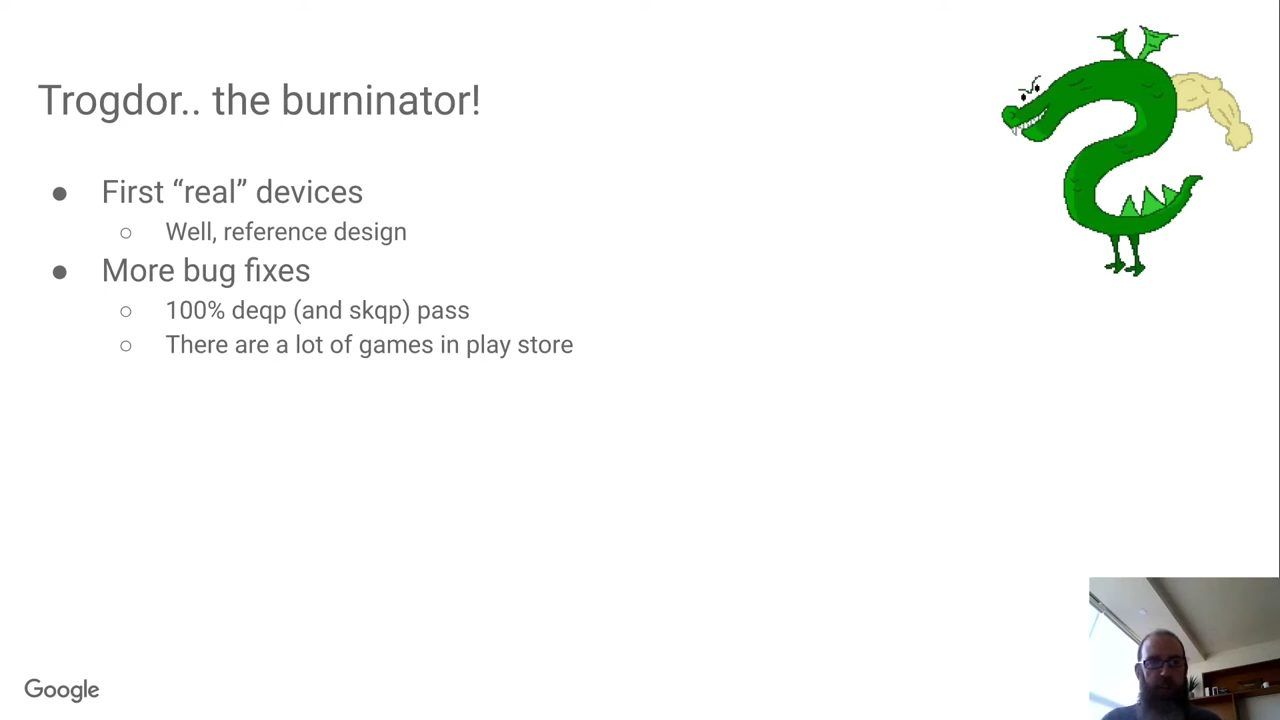 Trogdor.. the burninator!
● First “real” devices
○ Well, reference design
● More bug fixes
○ 100% deqp (and skqp) pass
○ There are a lot of games in play store
Google